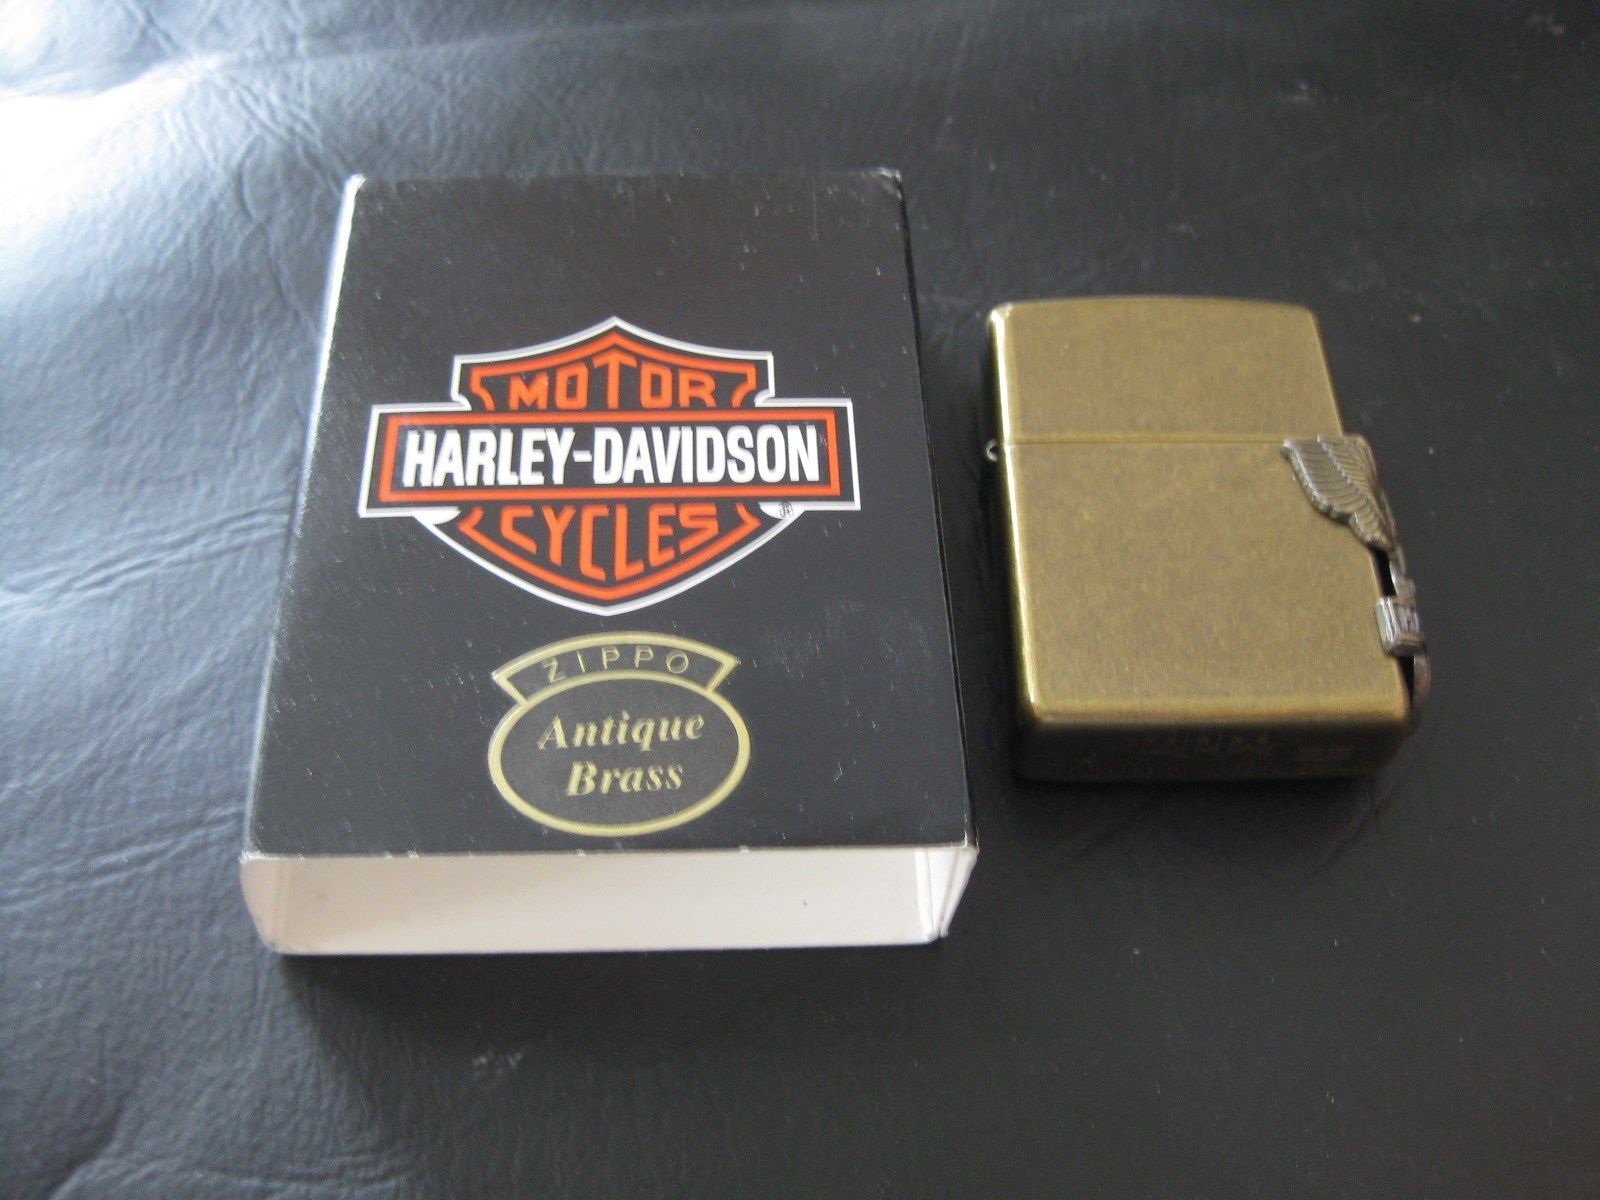 MOTOR
HARLEY-DAVIDSON
CYCLES
®
ZIPPO
Antique
Brass